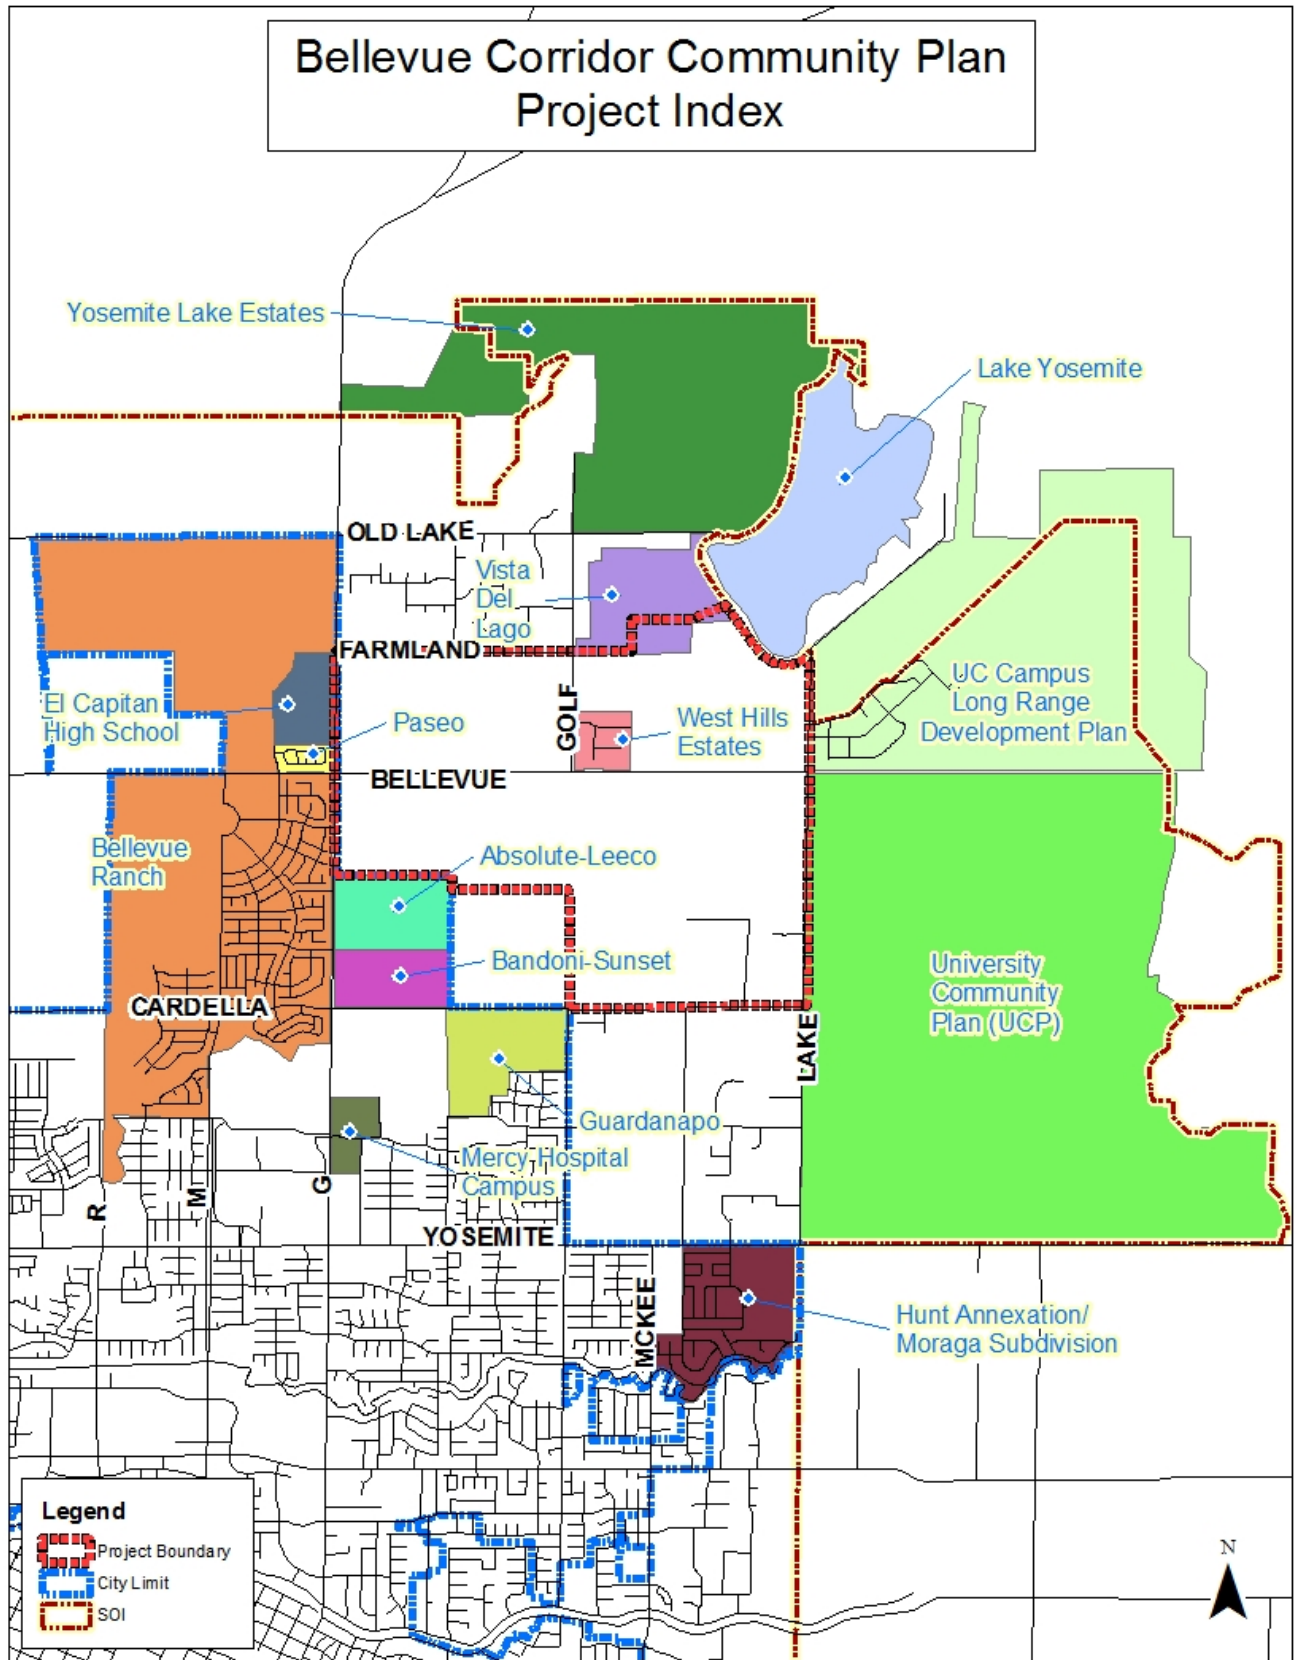 Bellevue Corridor Community Plan
Project Index
Yosemite Lake Estates
Lake Yosemite
OLD LAKE
Vista
Del
Lago
FARMLAND
El Capitan
High School
Paseo
GOLF
West Hills
Estates
UC Campus
Long Range
Development Plan
BELLEVUE
Bellevue
Ranch
Absolute-Leeco
Bandoni-Sunset
University
Community
Plan (UCP)
CARDELLA
LAKE
Guardanapo
Mercy Hospital
Campus
R
M
G
YOSEMITE
MCKEE
Hunt Annexation/
Moraga Subdivision
Legend
Project Boundary
City Limit
SOI
N